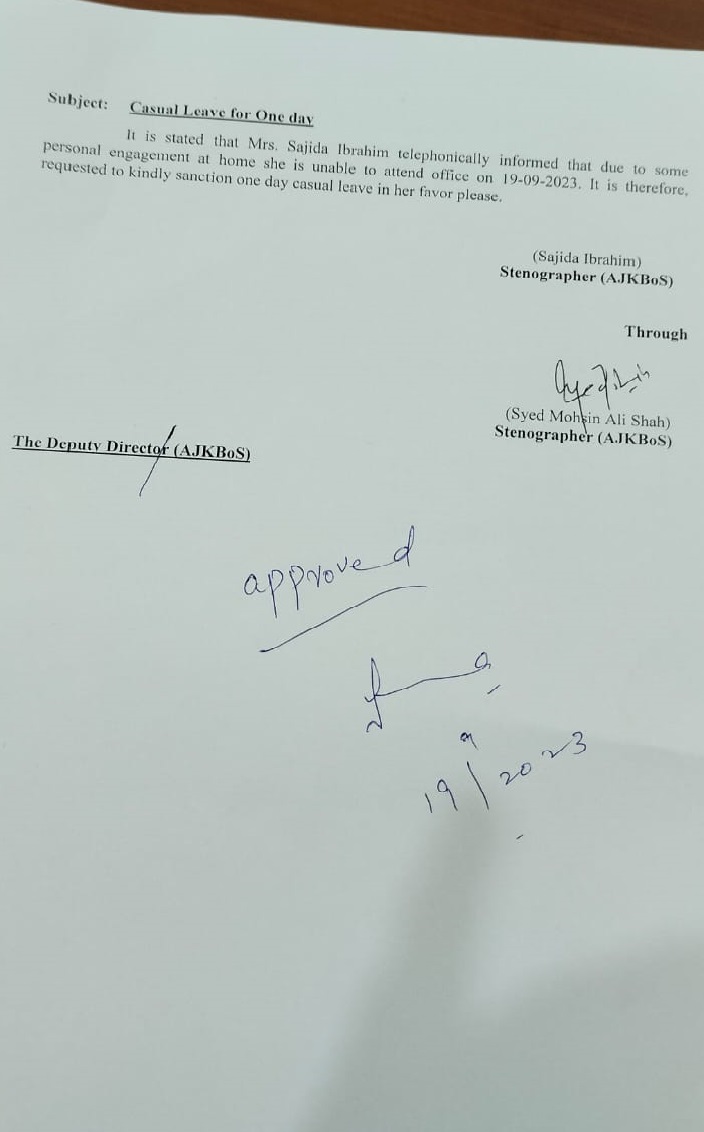 Subject: Casual Leave for One day
It is stated that Mrs. Sajida Ibrahim telephonically informed that due to some
personal engagement at home she is unable to attend office on 19-09-2023. It is therefore,
requested to kindly sanction one day casual leave in her favor please.
(Sajida Ibrahim)
Stenographer (AJKBoS)
Through
(Syed Mohsin Ali Shah)
Stenographer (AJKBoS)
The Deputy Director (AJKBoS)
approved
19/9 2023